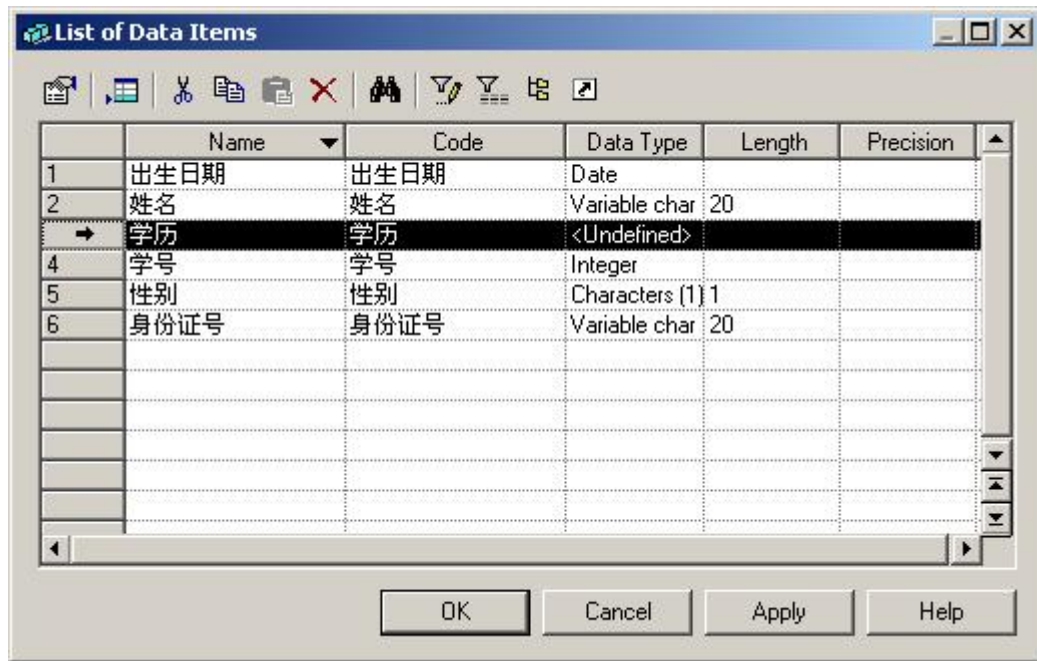 List of Data Items
Name Code Data Type Length Precision
1 出生日期 出生日期 Date
2 姓名 姓名 Variable char 20
学历 学历 <Undefined>
4 学号 学号 Integer
5 性别 性别 Characters (1) 1
6 身份证号 身份证号 Variable char 20
OK Cancel Apply Help